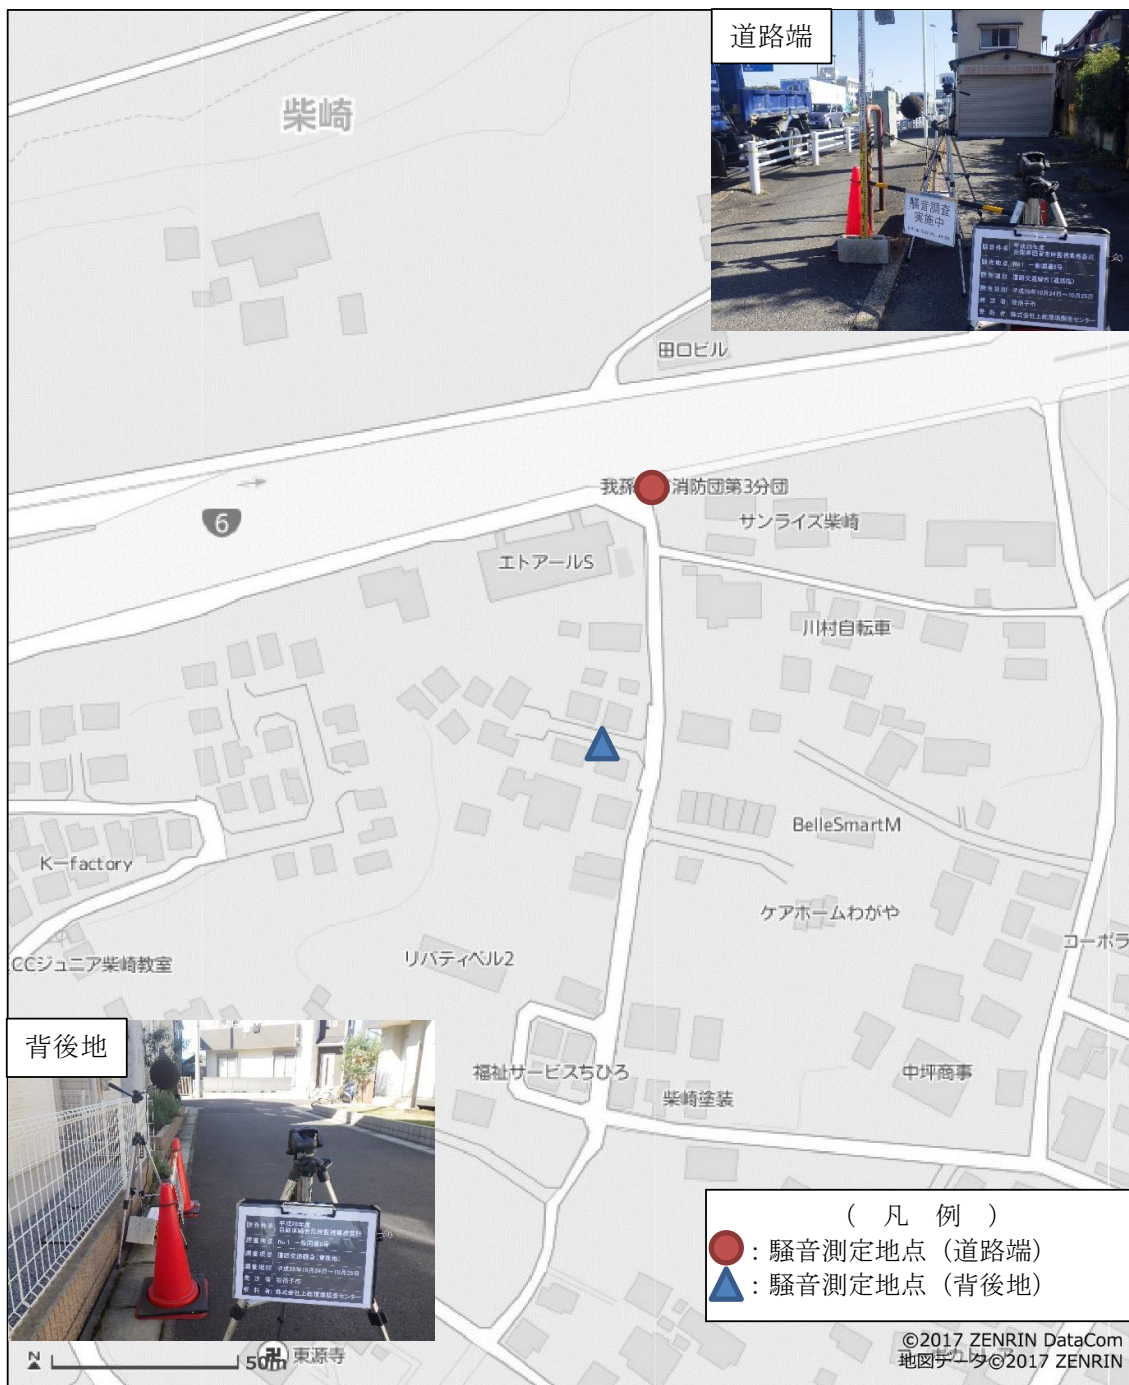 道路端
柴崎
騒音調査
実施中
田口ビル
我孫
消防団第3分団
サンライズ柴崎
6
エトアールS
川村自転車
BelleSmartM
K-factory
ケアホームわがや
コーポラ
CCジュニア柴崎教室
リバティベル2
背後地
福祉サービスちひろ
柴崎塗装
中坪商事
(凡例)
:騒音測定地点(道路端)
:騒音測定地点(背後地)
N
50m
卍 東源寺
©2017 ZENRIN DataCom
地図データ©2017 ZENRIN